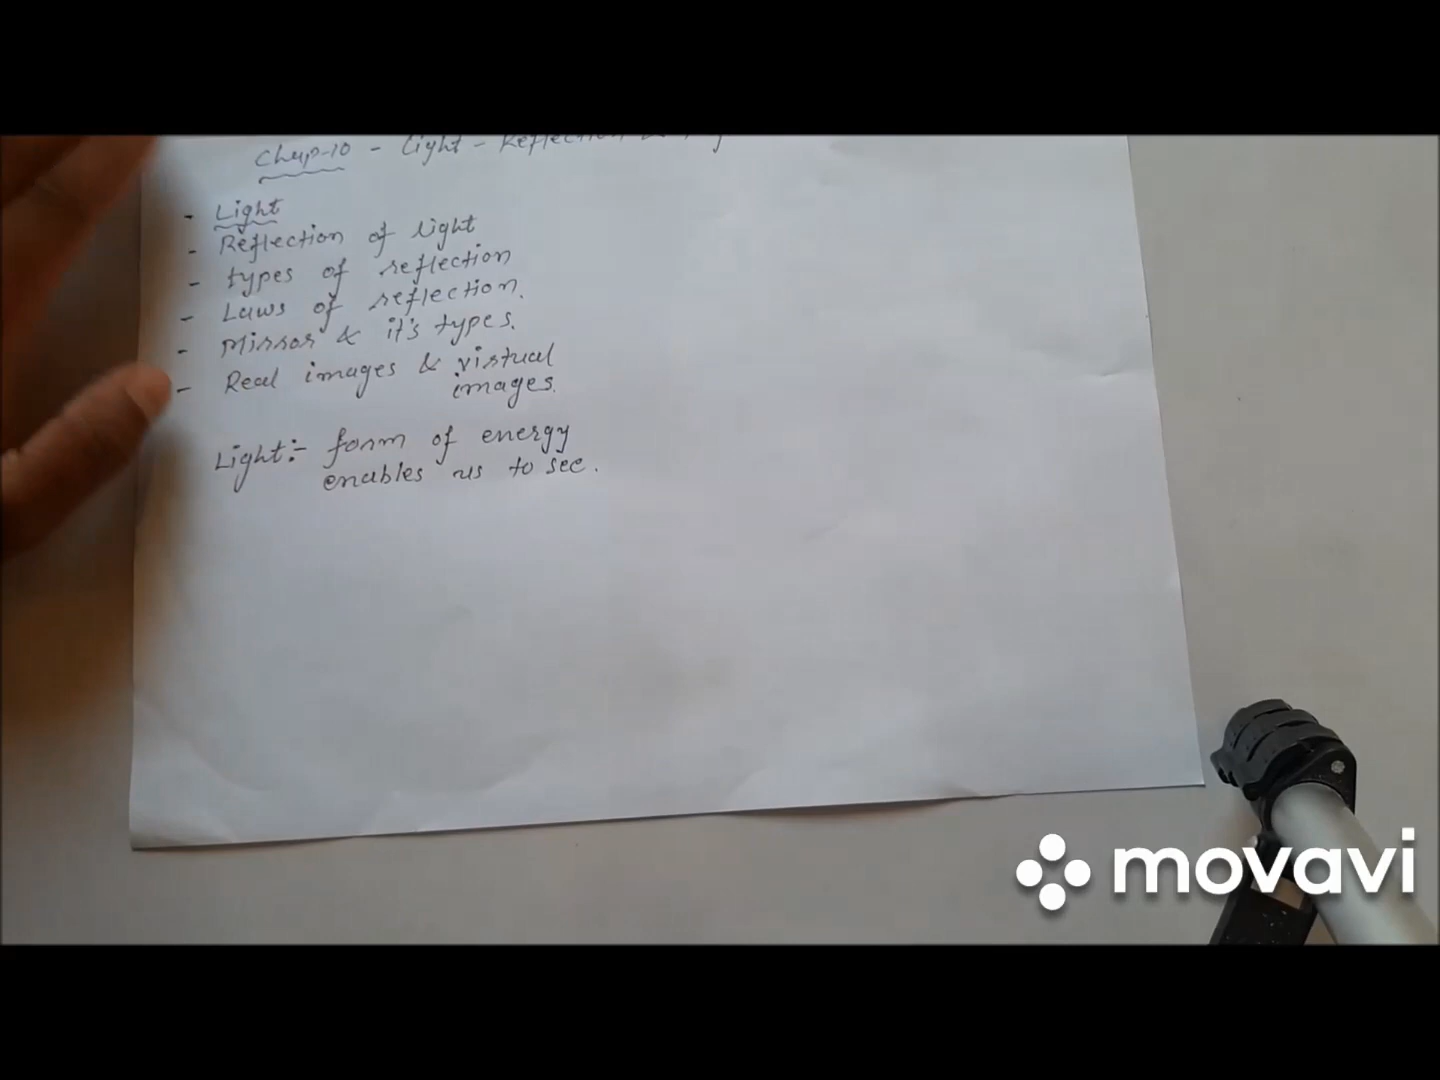 Chap-10 - Light - Reflection
- Light
- Reflection of light
- types of reflection
- Laws of reflection.
- Mirror & it's types.
- Real images & virtual
images.
Light:- form of energy
enables us to see.
movavi